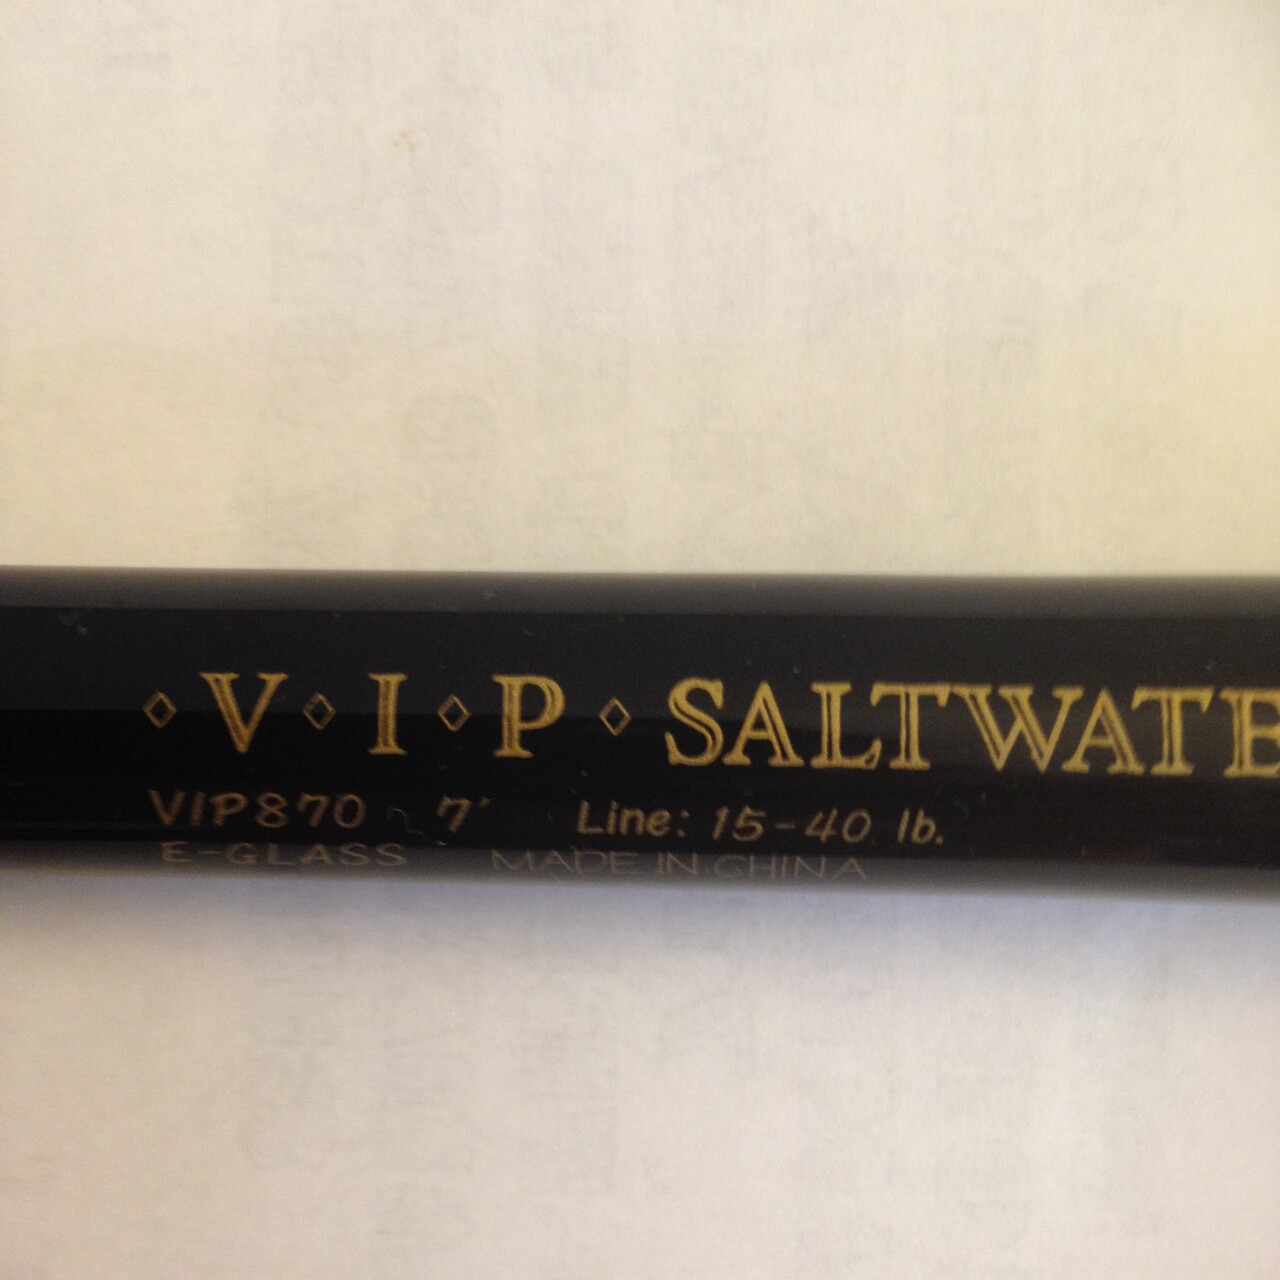 V I P SALTWATE
VIP870 7' Line: 15-40 lb.
E-GLASS MADE IN CHINA